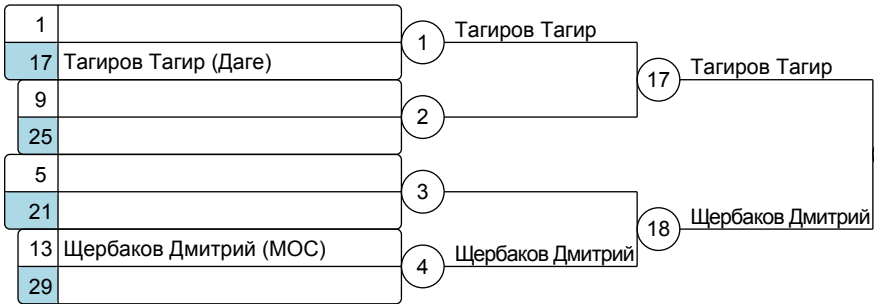 1
17 Тагиров Тагир (Даге)
9
25
5
21
13 Щербаков Дмитрий (МОС)
29
1 Тагиров Тагир
2
3
4 Щербаков Дмитрий
17 Тагиров Тагир
18 Щербаков Дмитрий